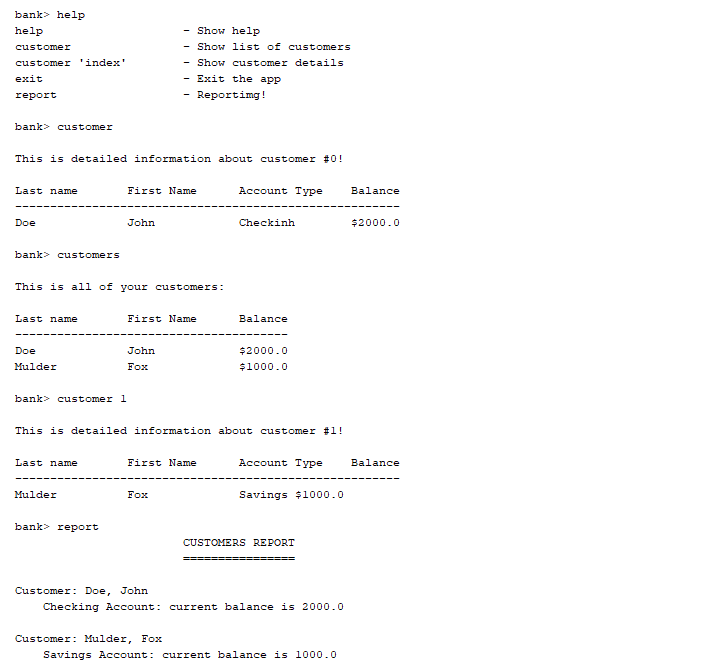 bank> help
help - Show help
customer - Show list of customers
customer 'index' - Show customer details
exit - Exit the app
report - Reportimg!
bank> customer
This is detailed information about customer #0!
Last name First Name Account Type Balance
-------------------------------------------------------
Doe John Checkinh $2000.0
bank> customers
This is all of your customers:
Last name First Name Balance
---------------------------------------
Doe John $2000.0
Mulder Fox $1000.0
bank> customer 1
This is detailed information about customer #1!
Last name First Name Account Type Balance
-------------------------------------------------------
Mulder Fox Savings $1000.0
bank> report
CUSTOMERS REPORT
================
Customer: Doe, John
Checking Account: current balance is 2000.0
Customer: Mulder, Fox
Savings Account: current balance is 1000.0